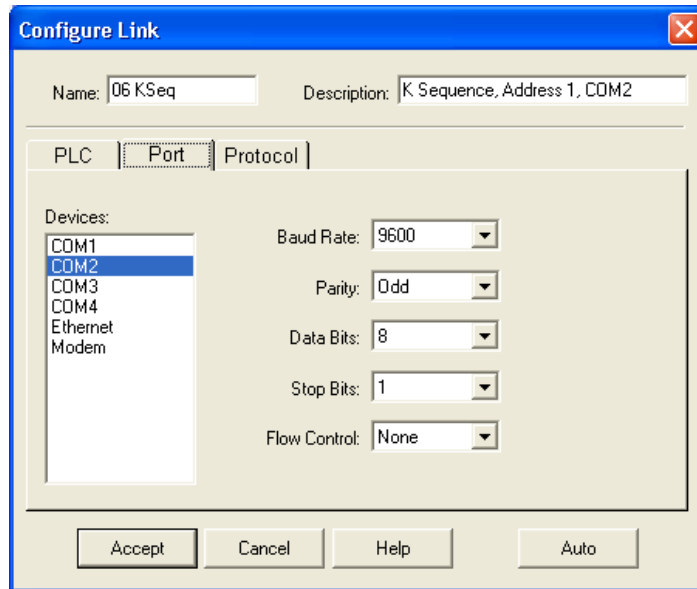 Configure Link
Name: 06 KSeq Description: K Sequence, Address 1, COM2
PLC Port Protocol
Devices:
COM1
COM2
COM3
COM4
Ethernet
Modem
Baud Rate: 9600
Parity: Odd
Data Bits: 8
Stop Bits: 1
Flow Control: None
Accept Cancel Help Auto